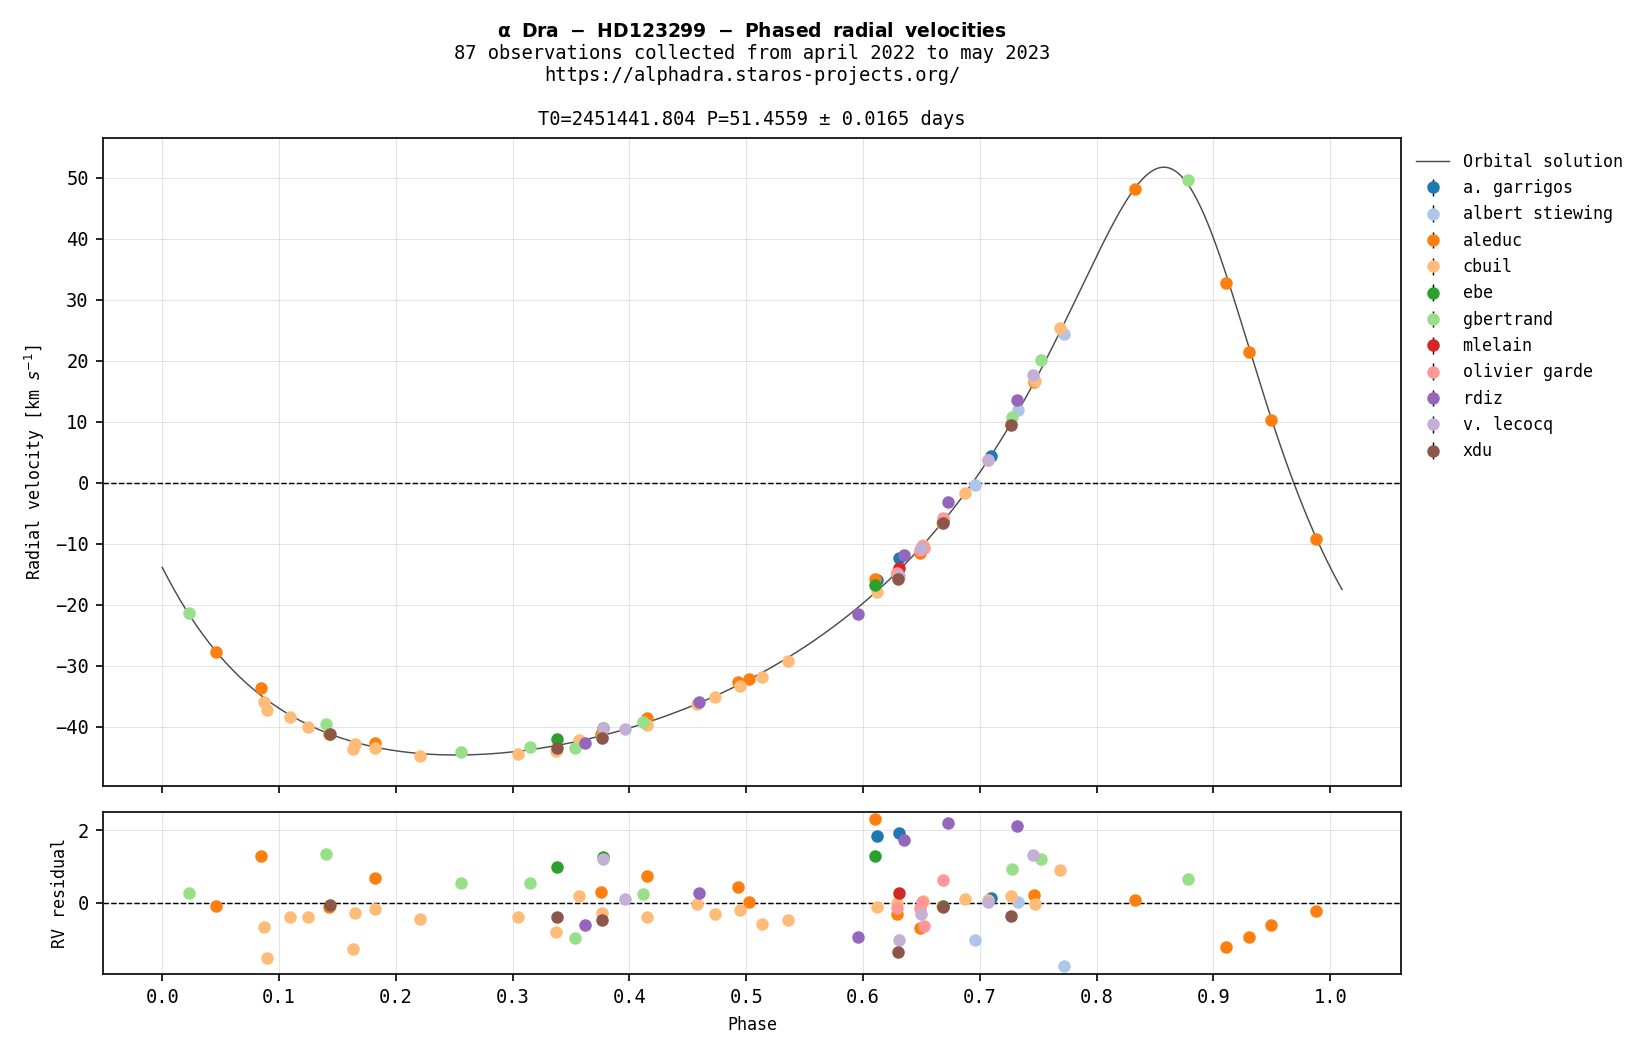 α Dra − HD123299 − Phased radial velocities
87 observations collected from april 2022 to may 2023
https://alphadra.staros-projects.org/
T0=2451441.804 P=51.4559 ± 0.0165 days
Radial velocity [km s⁻¹]
50
40
30
20
10
0
−10
−20
−30
−40
Orbital solution
a. garrigos
albert stiewing
aleduc
cbuil
ebe
gbertrand
mlelain
olivier garde
rdiz
v. lecocq
xdu
RV residual
2
0
0.0 0.1 0.2 0.3 0.4 0.5 0.6 0.7 0.8 0.9 1.0
Phase